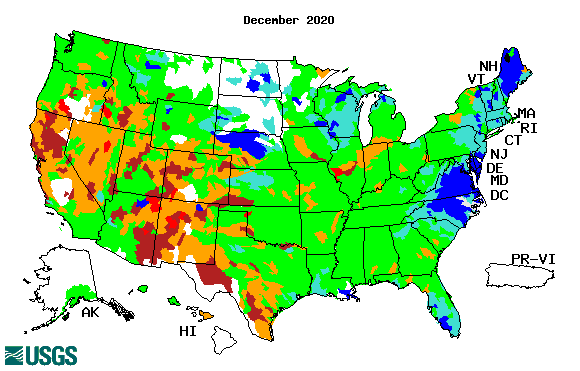 December 2020
NH
VT
MA
RI
CT
NJ
DE
MD
DC
PR-VI
AK
HI
USGS